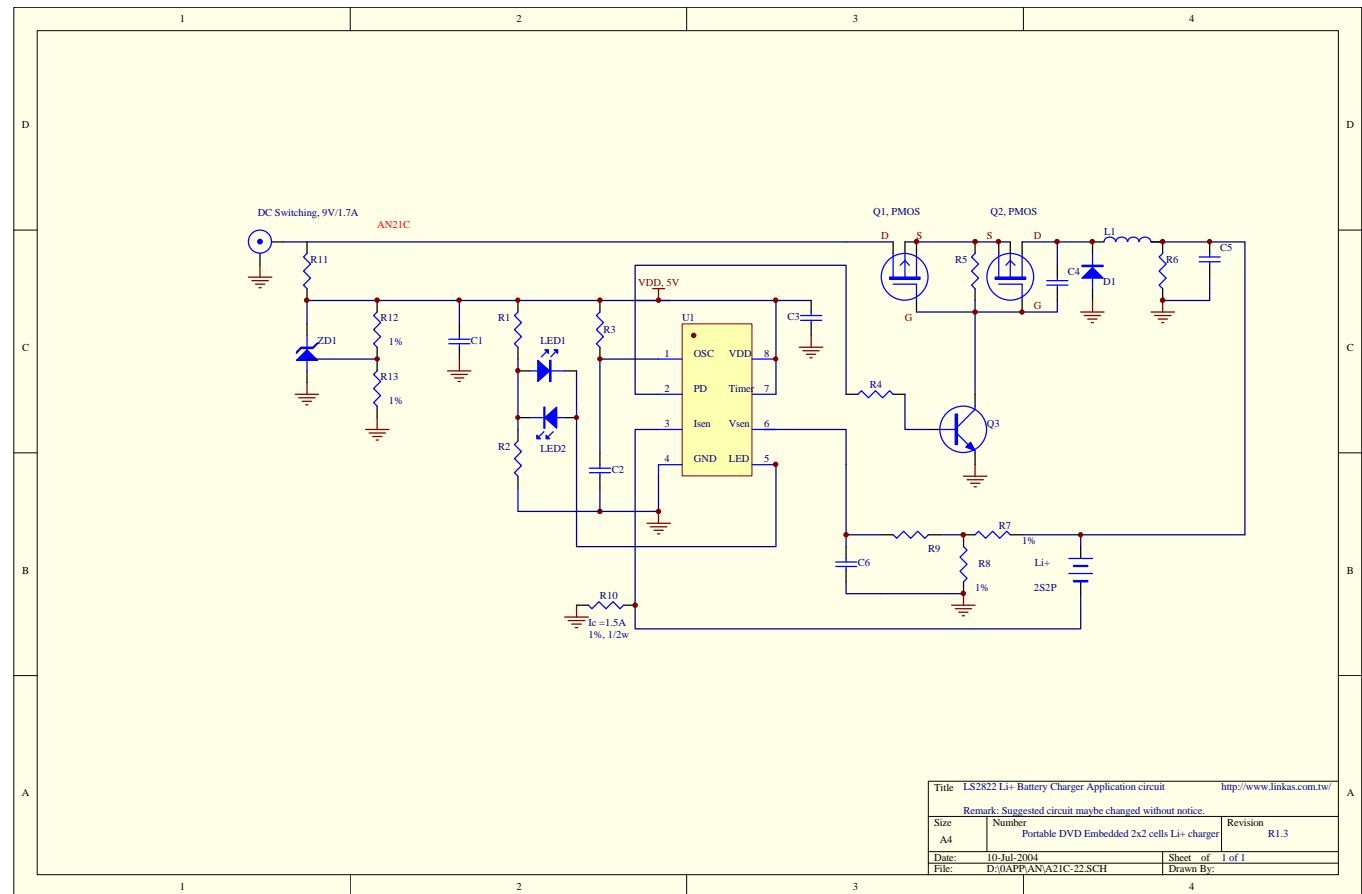 1 2 3 4
D D
DC Switching, 9V/1.7A
AN21C
Q1, PMOS Q2, PMOS
D S S D
L1
R11 R5 C4 D1 R6 C5
VDD, 5V
G G
R12
1%
C1 R1 R3 U1 C3
ZD1 LED1
C C
1 OSC VDD 8
R13
1%
2 PD Timer 7
R4
LED2
3 Isen Vsen 6
Q3
R2
4 GND LED 5
C2
R9 R7
1%
C6 R8
1%
Li+
2S2P
B B
R10
Ic =1.5A
1%, 1/2w
A A
Title LS2822 Li+ Battery Charger Application circuit http://www.linkas.com.tw/
Remark: Suggested circuit maybe changed without notice.
Size Number Revision
A4 Portable DVD Embedded 2x2 cells Li+ charger R1.3
Date: 10-Jul-2004 Sheet of 1 of 1
File: D:\0APP\AN\A21C-22.SCH Drawn By:
1 2 3 4